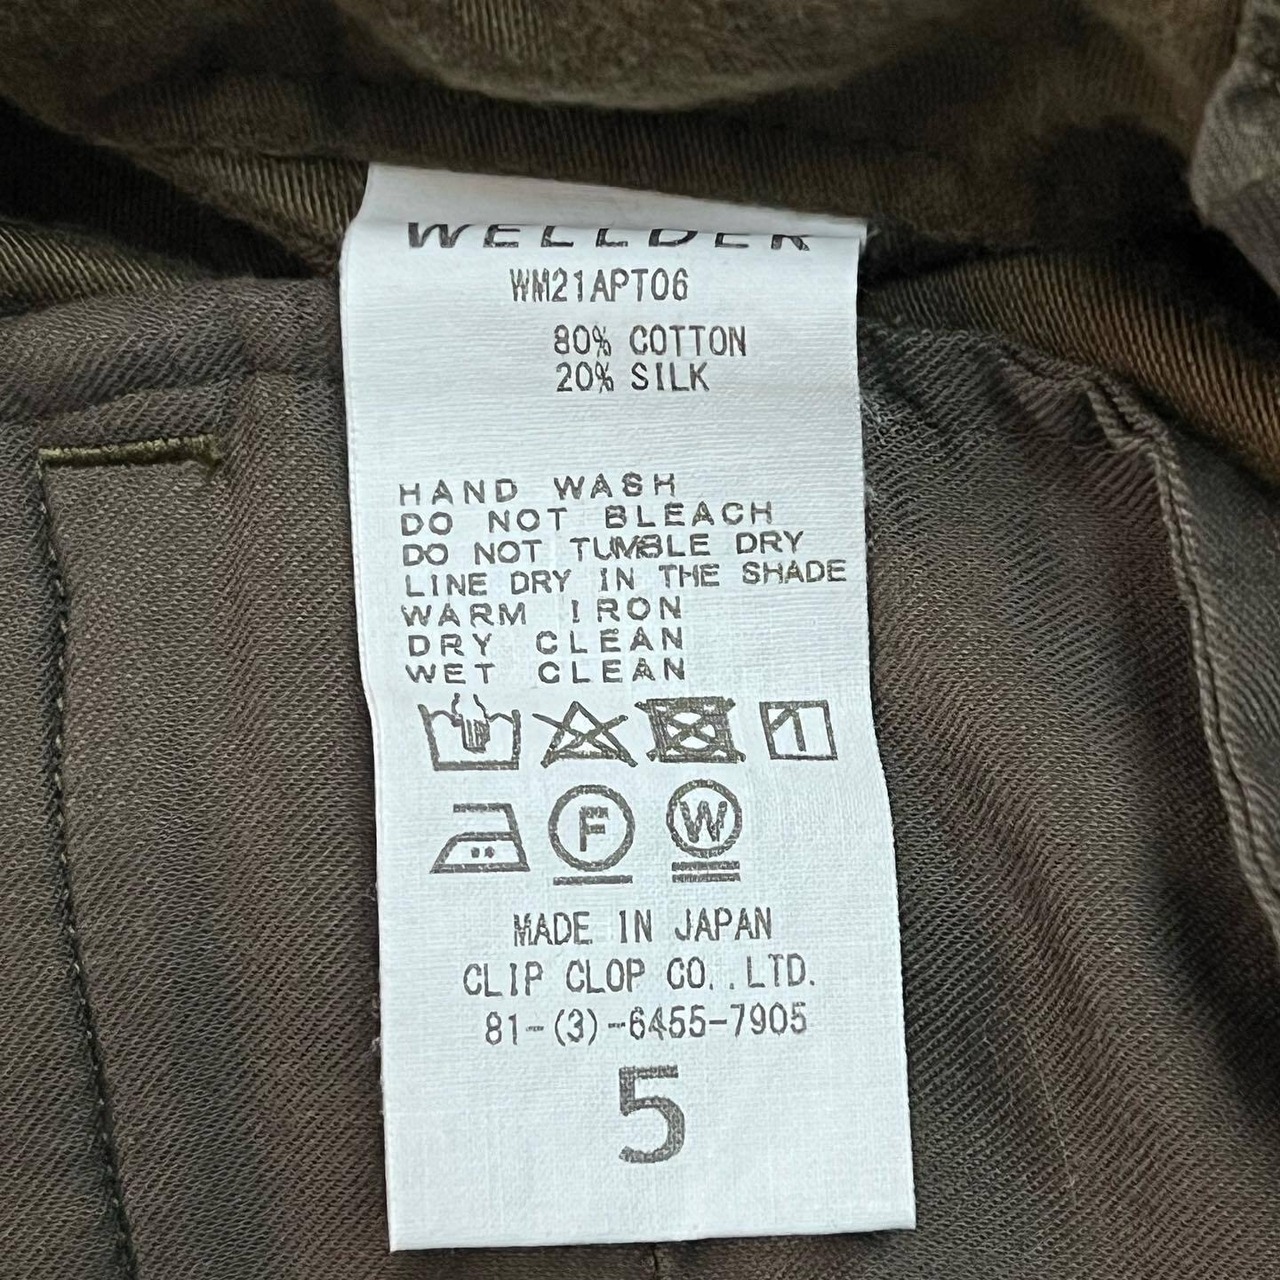 WELLDER
WM21APT06
80% COTTON
20% SILK
HAND WASH
DO NOT BLEACH
DO NOT TUMBLE DRY
LINE DRY IN THE SHADE
WARM IRON
DRY CLEAN
WET CLEAN
F W
MADE IN JAPAN
CLIP CLOP CO.,LTD.
81-(3)-6455-7905
5